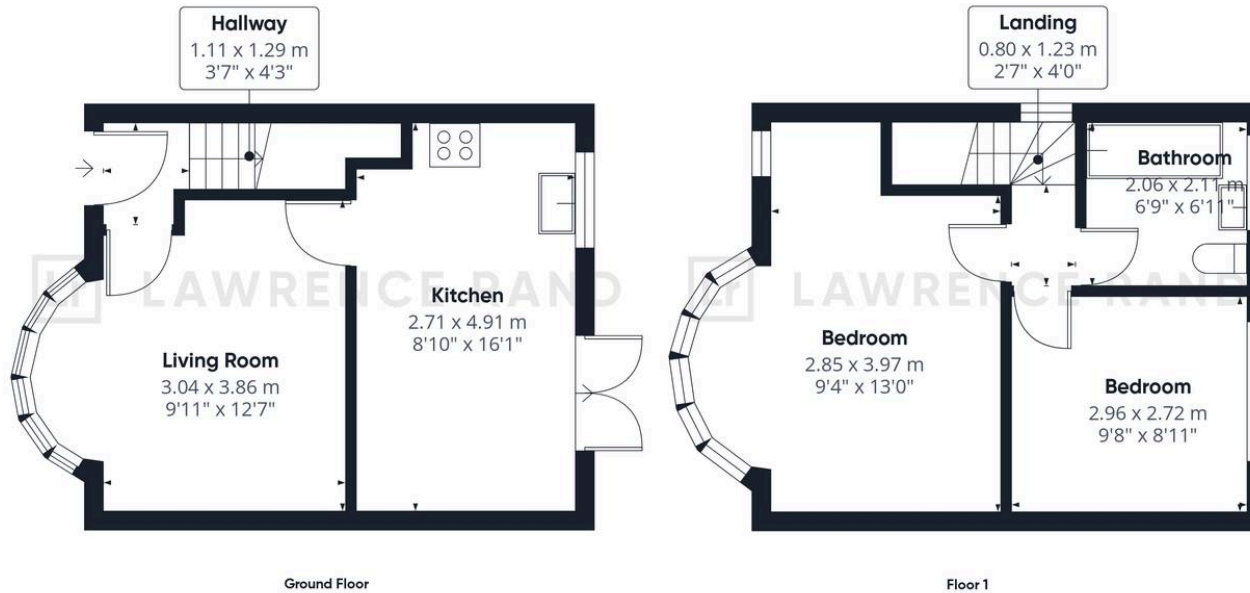 Hallway
1.11 x 1.29 m
3'7" x 4'3"
Landing
0.80 x 1.23 m
2'7" x 4'0"
Bathroom
2.06 x 2.11 m
6'9" x 6'11"
LAWRENCE RAND
LAWRENCE RAND
Kitchen
2.71 x 4.91 m
8'10" x 16'1"
Living Room
3.04 x 3.86 m
9'11" x 12'7"
Bedroom
2.85 x 3.97 m
9'4" x 13'0"
Bedroom
2.96 x 2.72 m
9'8" x 8'11"
Ground Floor
Floor 1